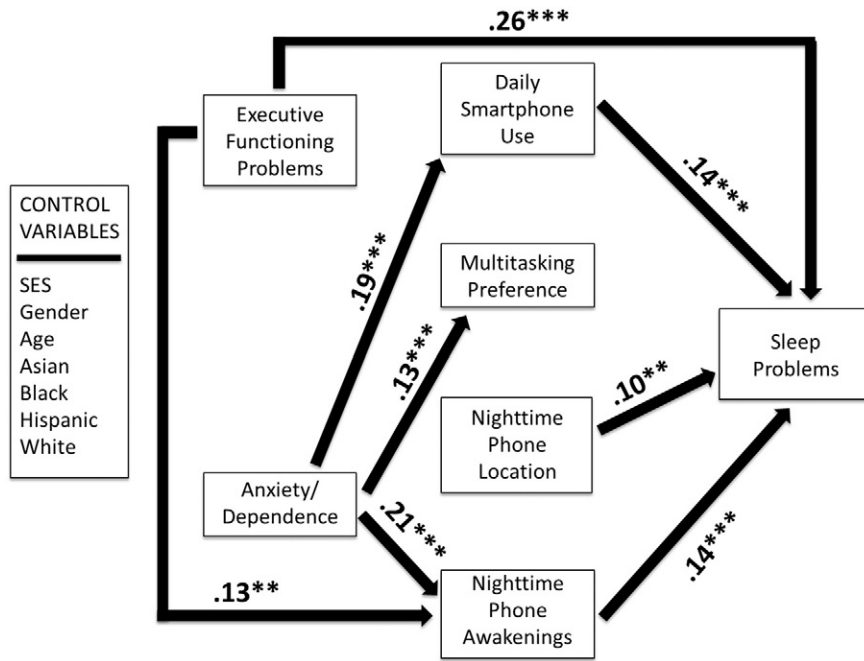 .26***
Executive
Functioning
Problems
Daily
Smartphone
Use
.14***
CONTROL
VARIABLES
SES
Gender
Age
Asian
Black
Hispanic
White
.19***
Multitasking
Preference
.13***
Sleep
Problems
.10**
Nighttime
Phone
Location
Anxiety/
Dependence
.21***
.14***
.13**
Nighttime
Phone
Awakenings